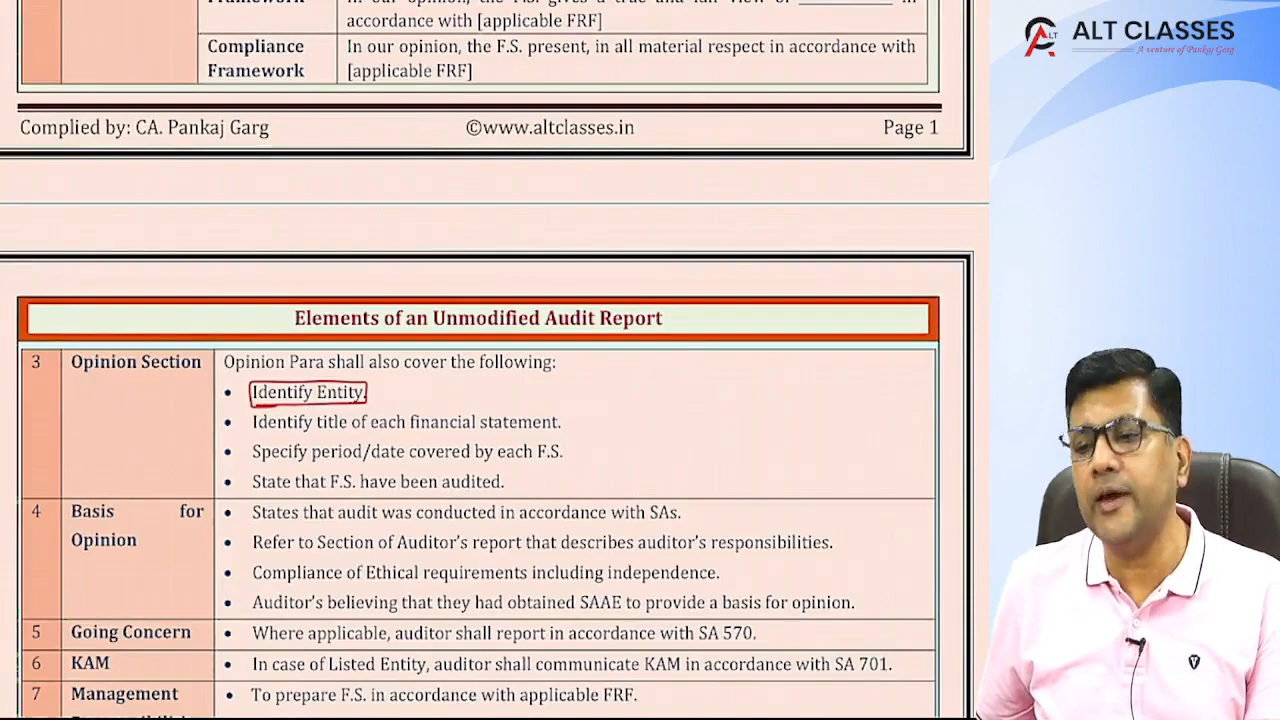 Framework
accordance with [applicable FRF]
Compliance Framework
In our opinion, the F.S. present, in all material respect in accordance with
[applicable FRF]
Complied by: CA. Pankaj Garg ©www.altclasses.in Page 1
ALT CLASSES
A venture of Pankaj Garg
ALT
Elements of an Unmodified Audit Report
3 Opinion Section Opinion Para shall also cover the following:
• Identify Entity.
• Identify title of each financial statement.
• Specify period/date covered by each F.S.
• State that F.S. have been audited.
4 Basis for Opinion
• States that audit was conducted in accordance with SAs.
• Refer to Section of Auditor's report that describes auditor's responsibilities.
• Compliance of Ethical requirements including independence.
• Auditor's believing that they had obtained SAAE to provide a basis for opinion.
5 Going Concern • Where applicable, auditor shall report in accordance with SA 570.
6 KAM • In case of Listed Entity, auditor shall communicate KAM in accordance with SA 701.
7 Management • To prepare F.S. in accordance with applicable FRF.